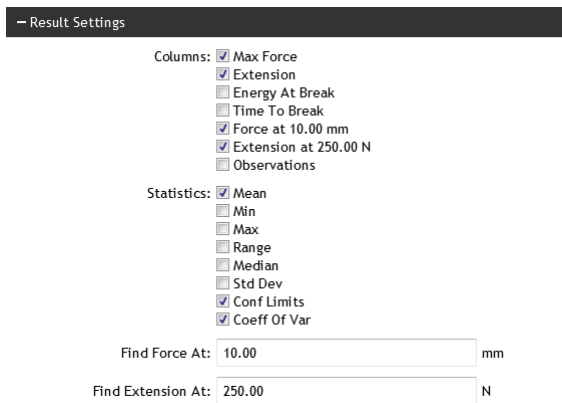 – Result Settings
Columns: Max Force
Extension
Energy At Break
Time To Break
Force at 10.00 mm
Extension at 250.00 N
Observations
Statistics: Mean
Min
Max
Range
Median
Std Dev
Conf Limits
Coeff Of Var
Find Force At: 10.00 mm
Find Extension At: 250.00 N